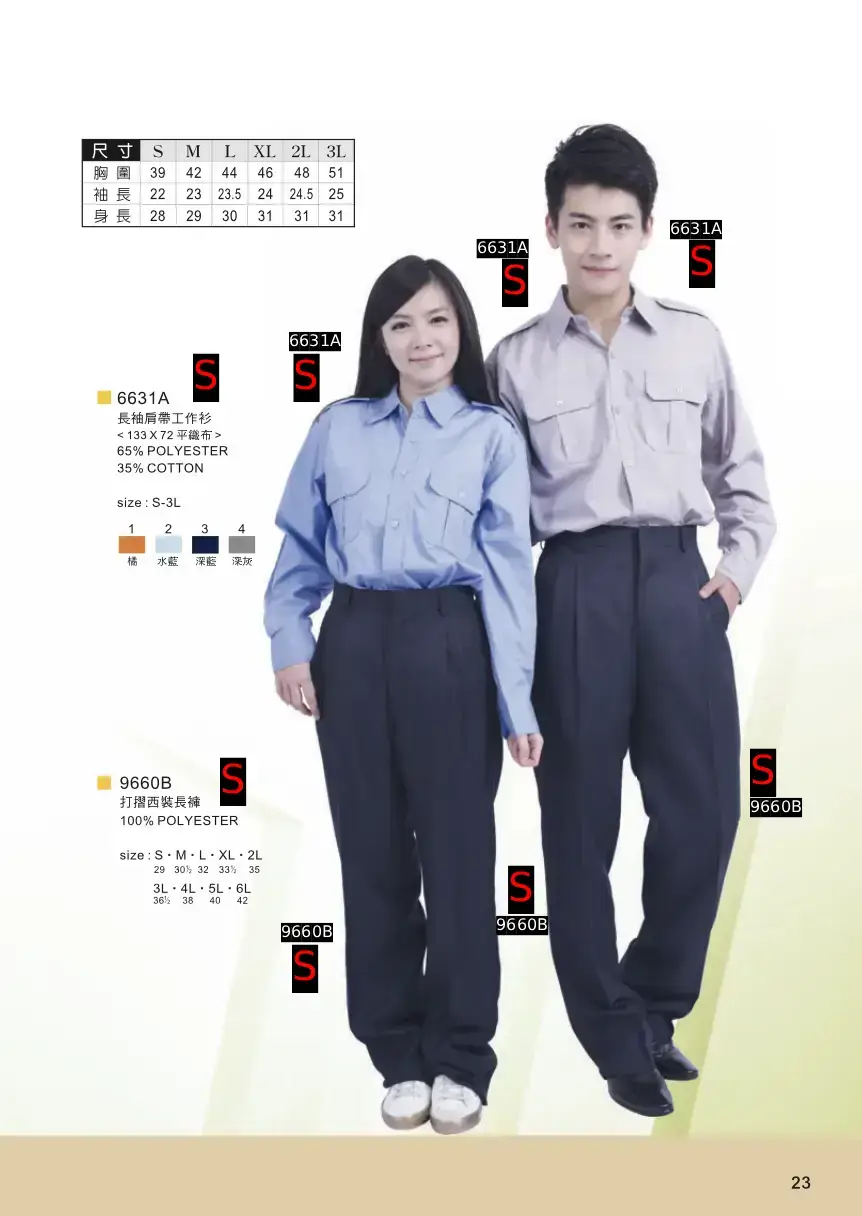 尺寸 S M L XL 2L 3L
胸圍 39 42 44 46 48 51
袖長 22 23 23.5 24 24.5 25
身長 28 29 30 31 31 31
6631A
S
6631A
S
6631A
S
S
6631A
長袖肩帶工作衫
< 133 X 72 平織布 >
65% POLYESTER
35% COTTON
size : S-3L
1 2 3 4
橘 水藍 深藍 深灰
S
9660B
打摺西裝長褲
100% POLYESTER
size : S・M・L・XL・2L
29 30½ 32 33½ 35
3L・4L・5L・6L
36½ 38 40 42
S
9660B
S
9660B
9660B
S
23